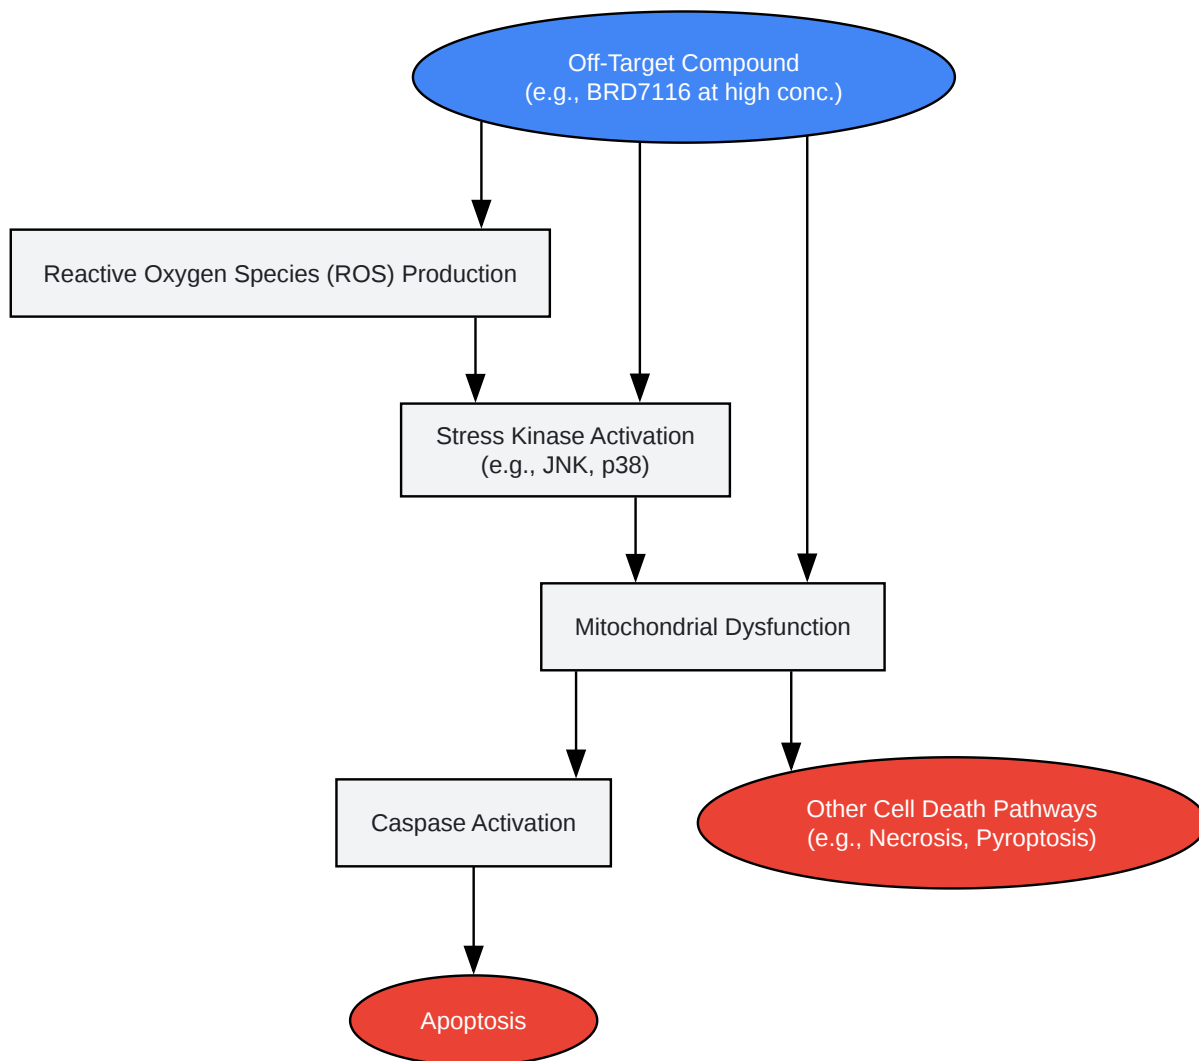 Off-Target Compound
(e.g., BRD7116 at high conc.)
Reactive Oxygen Species (ROS) Production
Stress Kinase Activation
(e.g., JNK, p38)
Mitochondrial Dysfunction
Caspase Activation
Other Cell Death Pathways
(e.g., Necrosis, Pyroptosis)
Apoptosis